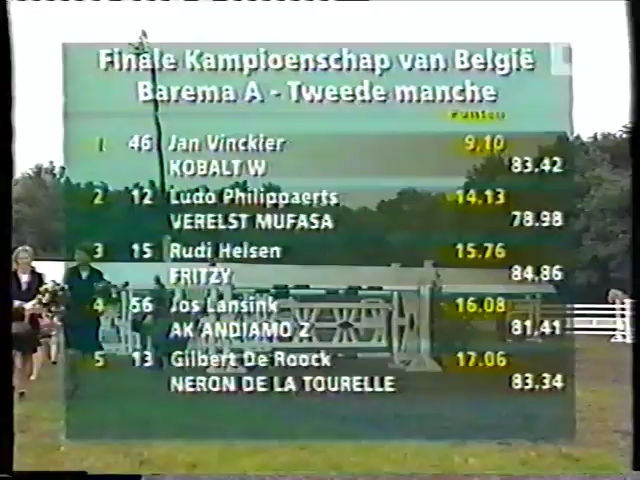 Finale Kampioenschap van België
Barema A - Tweede manche
Punten
1 46 Jan Vinckier 9,10
KOBALT W 83.42
2 12 Ludo Philippaerts 14.13
VERELST MUFASA 78.98
3 15 Rudi Helsen 15.76
FRITZY 84,86
4 56 Jos Lansink 16.08
AK ANDIAMO Z 81,41
5 13 Gilbert De Roock 17.06
NERON DE LA TOURELLE 83.34